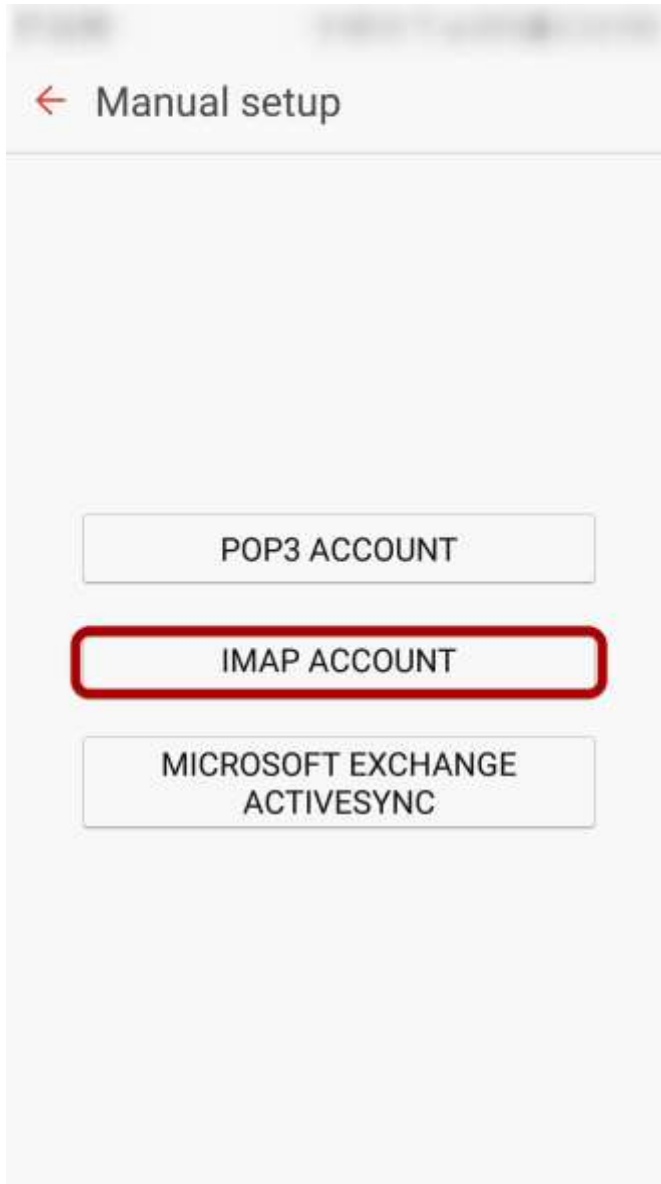 Manual setup
POP3 ACCOUNT
IMAP ACCOUNT
MICROSOFT EXCHANGE
ACTIVESYNC